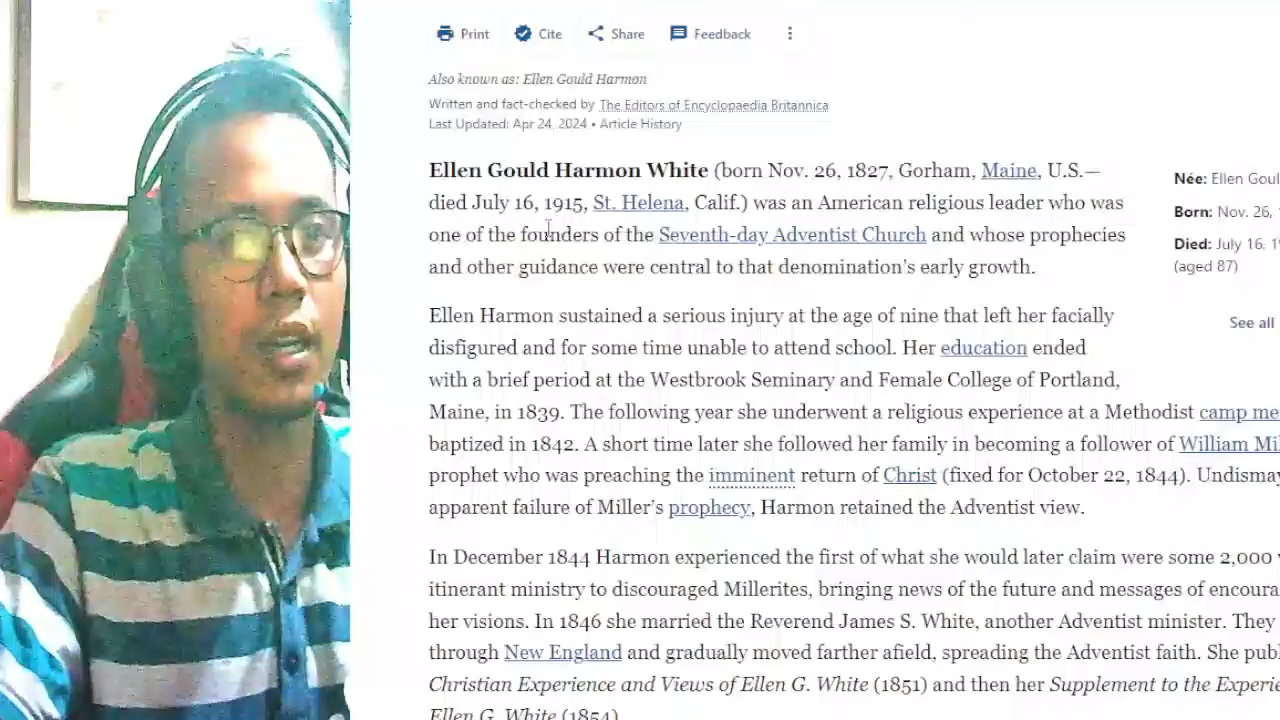 Print Cite Share Feedback
Also known as: Ellen Gould Harmon
Written and fact-checked by The Editors of Encyclopaedia Britannica
Last Updated: Apr 24, 2024 • Article History
Ellen Gould Harmon White (born Nov. 26, 1827, Gorham, Maine, U.S.—
died July 16, 1915, St. Helena, Calif.) was an American religious leader who was
one of the founders of the Seventh-day Adventist Church and whose prophecies
and other guidance were central to that denomination's early growth.
Née: Ellen Goul
Born: Nov. 26,
Died: July 16, 1
(aged 87)
See all
Ellen Harmon sustained a serious injury at the age of nine that left her facially
disfigured and for some time unable to attend school. Her education ended
with a brief period at the Westbrook Seminary and Female College of Portland,
Maine, in 1839. The following year she underwent a religious experience at a Methodist camp me
baptized in 1842. A short time later she followed her family in becoming a follower of William Mil
prophet who was preaching the imminent return of Christ (fixed for October 22, 1844). Undismay
apparent failure of Miller's prophecy, Harmon retained the Adventist view.
In December 1844 Harmon experienced the first of what she would later claim were some 2,000
itinerant ministry to discouraged Millerites, bringing news of the future and messages of encoura
her visions. In 1846 she married the Reverend James S. White, another Adventist minister. They
through New England and gradually moved farther afield, spreading the Adventist faith. She publ
Christian Experience and Views of Ellen G. White (1851) and then her Supplement to the Experie
Ellen G. White (1854).